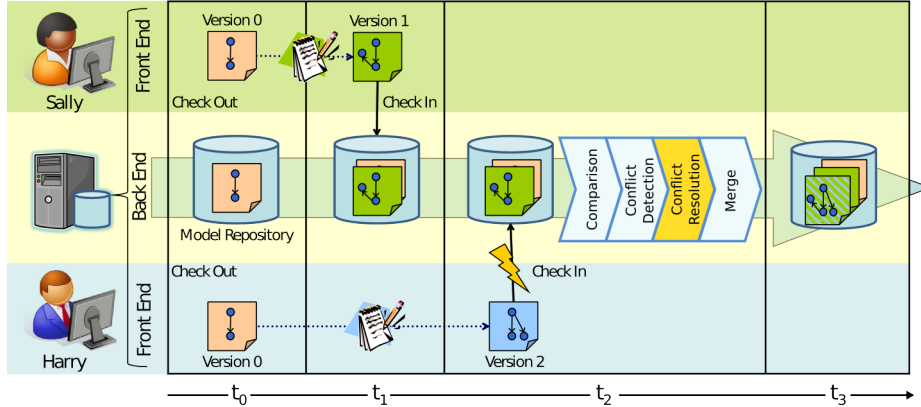 Version 0
Version 1
Front End
Sally
Check Out
Check In
Back End
Model Repository
Comparison
Conflict
Detection
Conflict
Resolution
Merge
Check Out
Check In
Front End
Harry
Version 0
Version 2
t0
t1
t2
t3